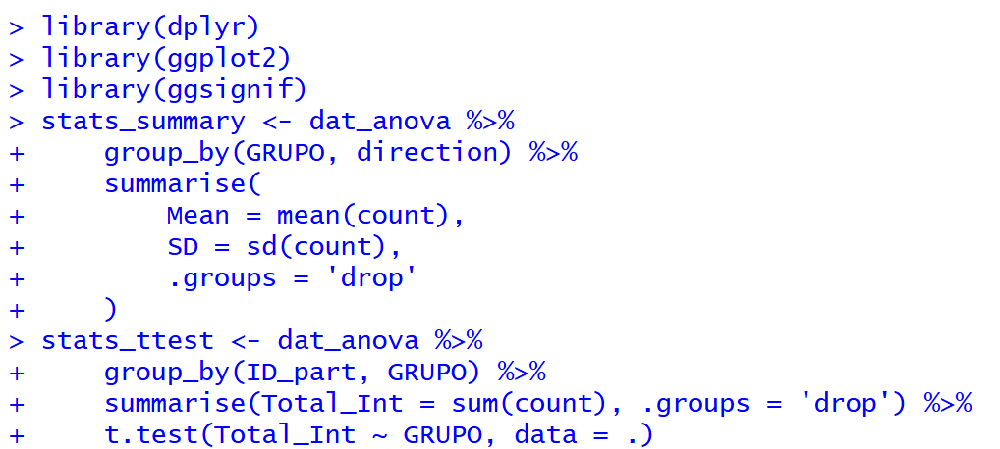 > library(dplyr)
> library(ggplot2)
> library(ggsignif)
> stats_summary <- dat_anova %>%
+     group_by(GRUPO, direction) %>%
+     summarise(
+         Mean = mean(count),
+         SD = sd(count),
+         .groups = 'drop'
+     )
> stats_ttest <- dat_anova %>%
+     group_by(ID_part, GRUPO) %>%
+     summarise(Total_Int = sum(count), .groups = 'drop') %>%
+     t.test(Total_Int ~ GRUPO, data = .)